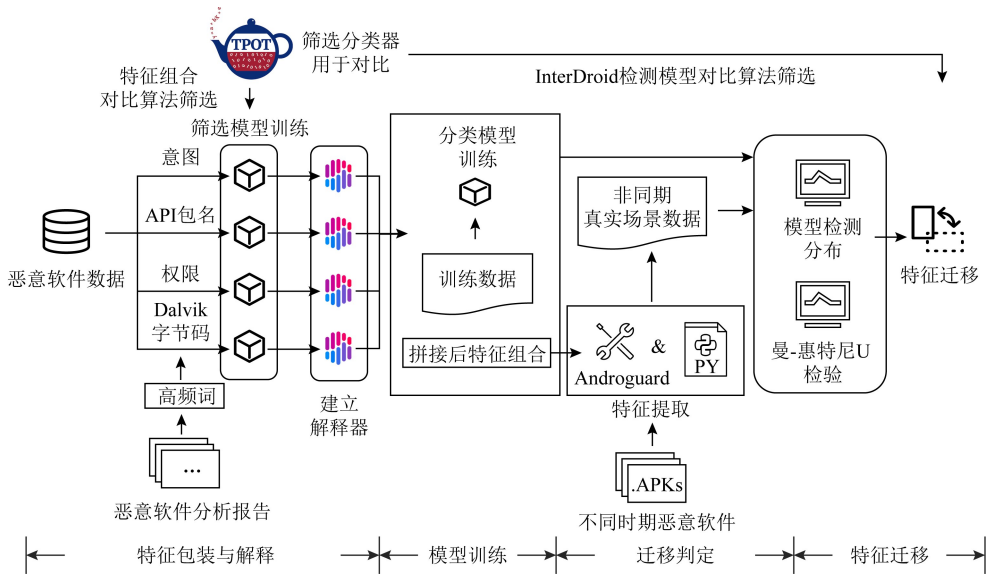 TPOT
筛选分类器
用于对比
InterDroid检测模型对比算法筛选
特征组合
对比算法筛选
筛选模型训练
意图
API包名
恶意软件数据
权限
Dalvik
字节码
高频词
...
恶意软件分析报告
建立
解释器
分类模型
训练
训练数据
拼接后特征组合
非同期
真实场景数据
&
PY
Androguard
特征提取
.APKs
不同时期恶意软件
模型检测
分布
曼-惠特尼U
检验
特征迁移
特征包装与解释
模型训练
迁移判定
特征迁移